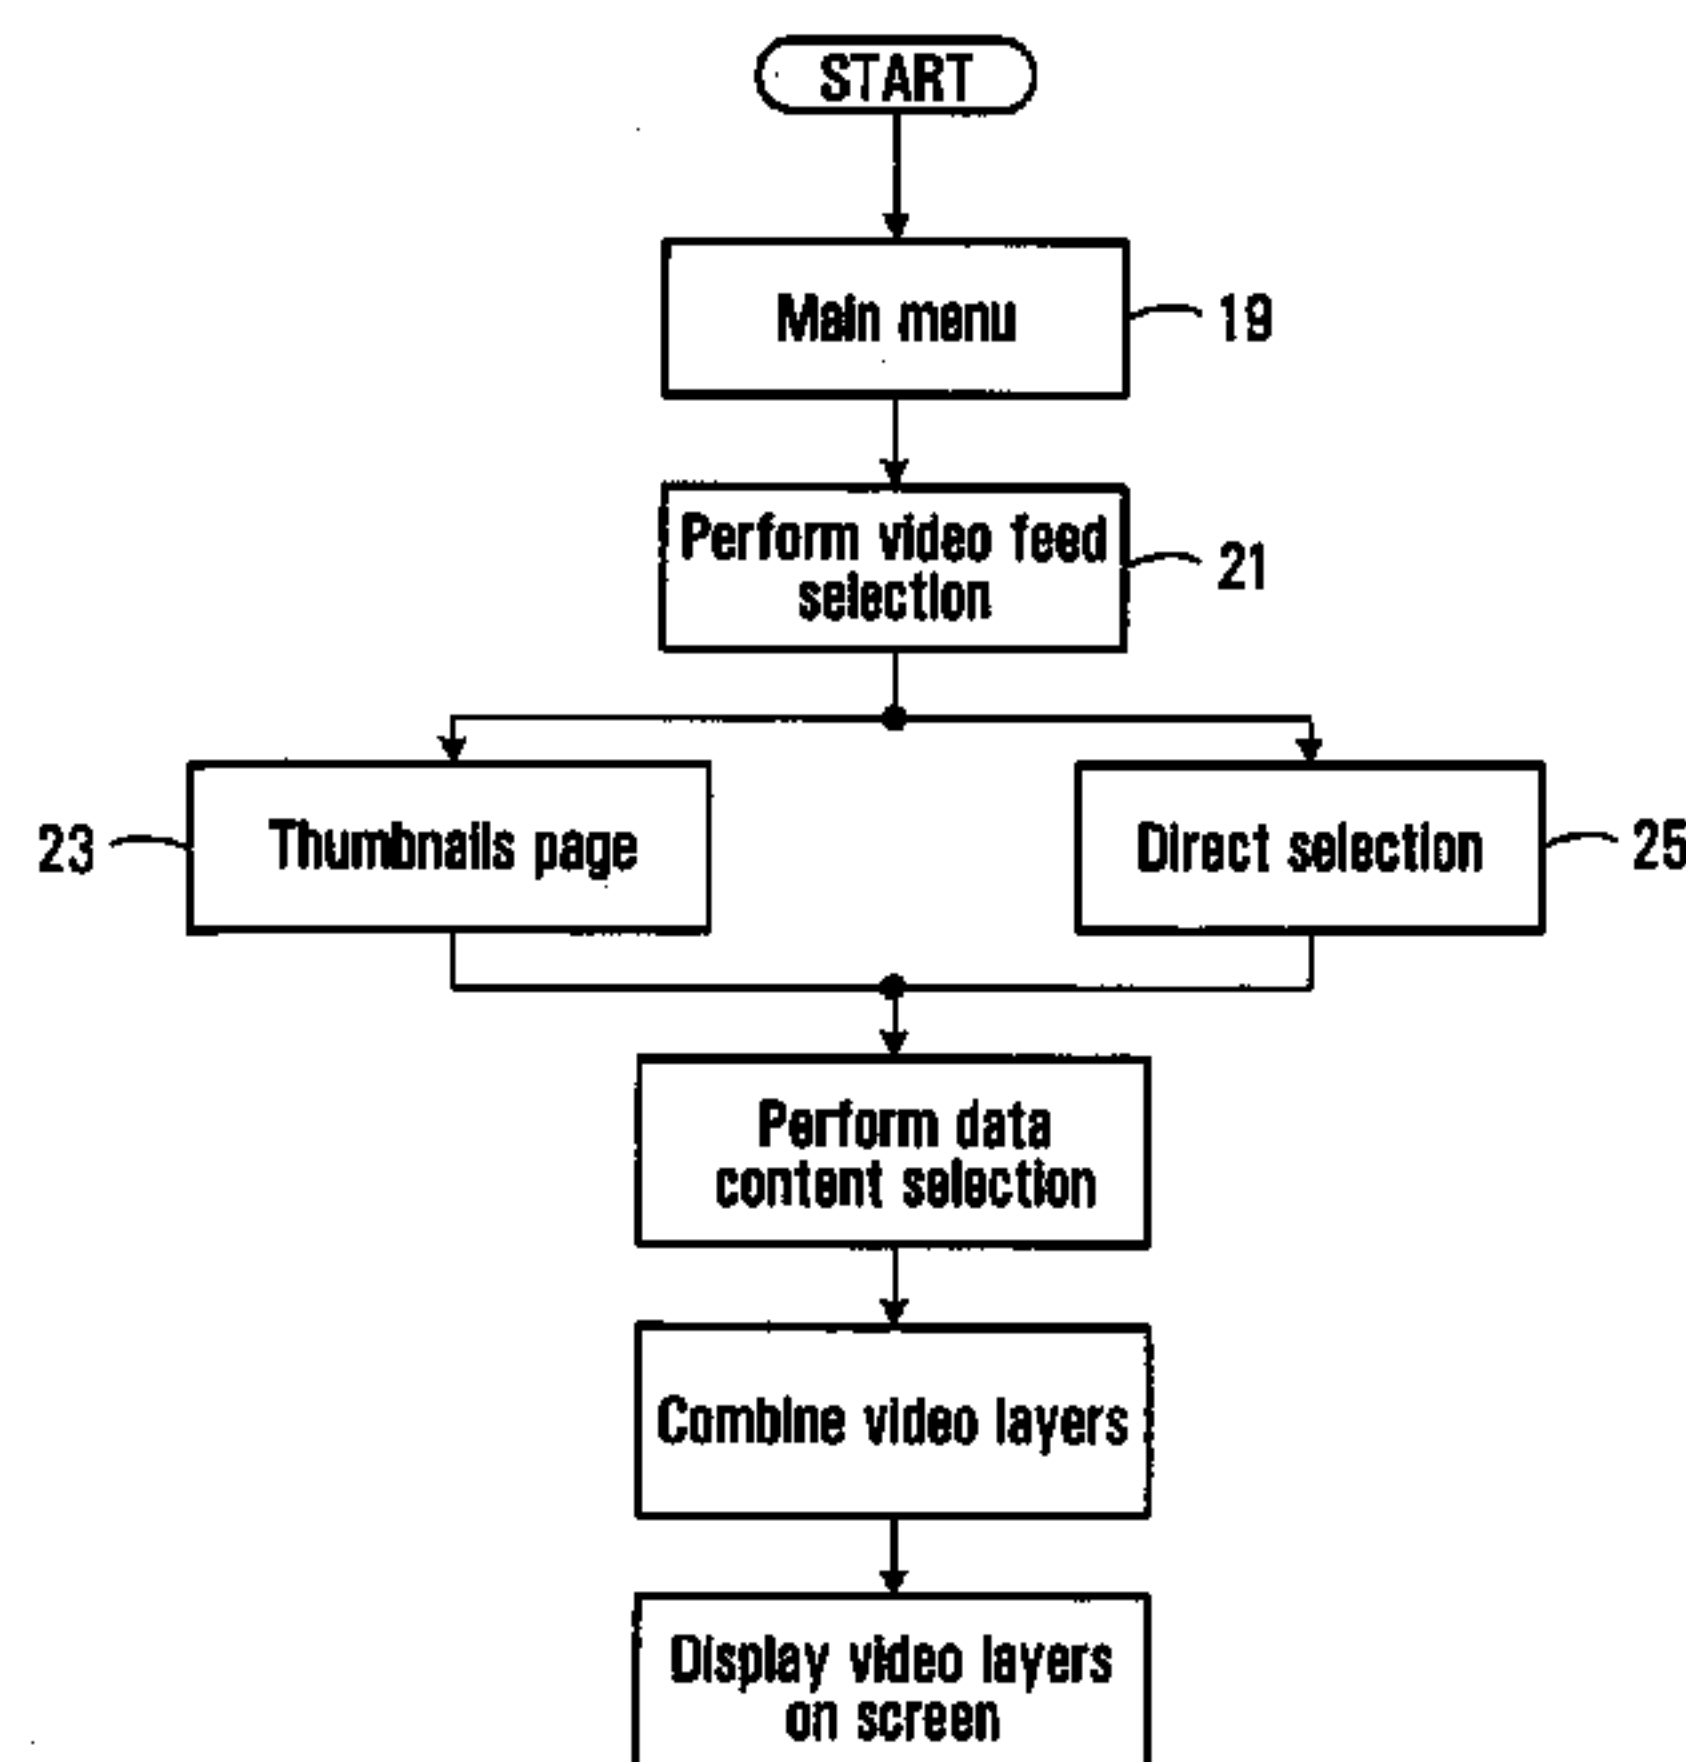 START
Main menu
19
Perform video feed
selection
21
23
Thumbnails page
Direct selection
25
Perform data
content selection
Combine video layers
Display video layers
on screen